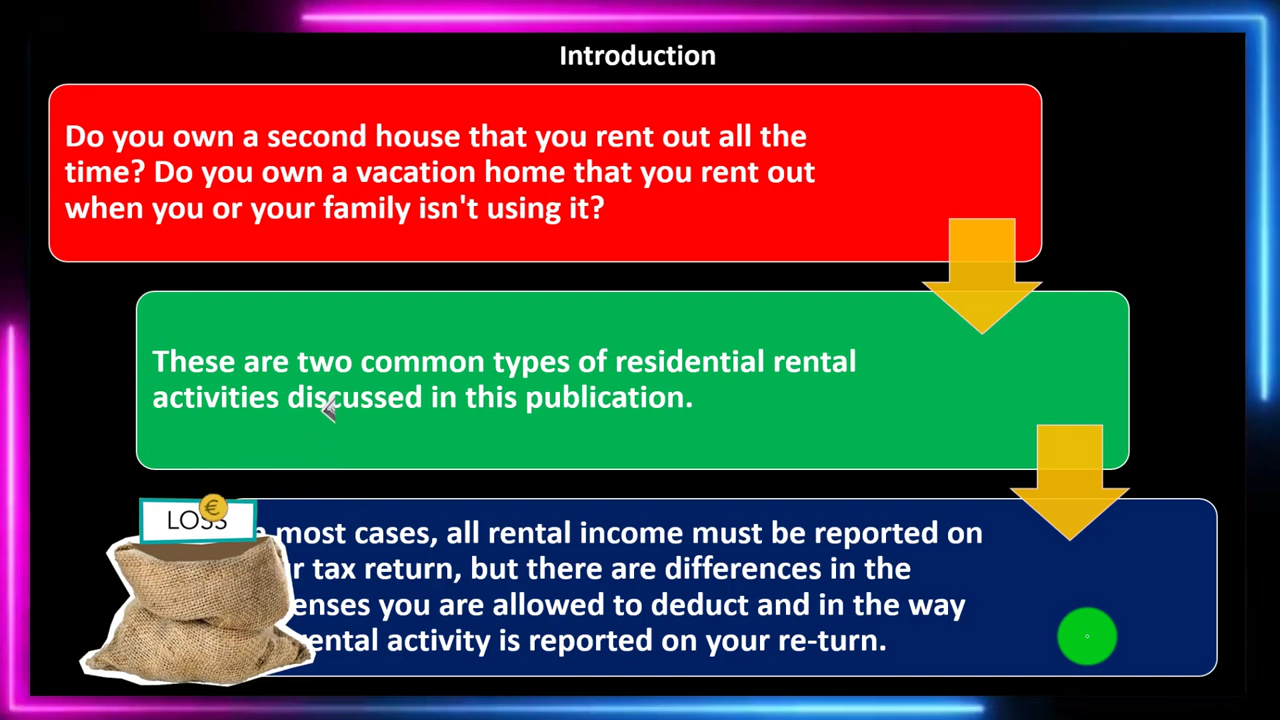 Introduction
Do you own a second house that you rent out all the
time? Do you own a vacation home that you rent out
when you or your family isn't using it?
These are two common types of residential rental
activities discussed in this publication.
LOSS
most cases, all rental income must be reported on
tax return, but there are differences in the
you are allowed to deduct and in the way
activity is reported on your re-turn.